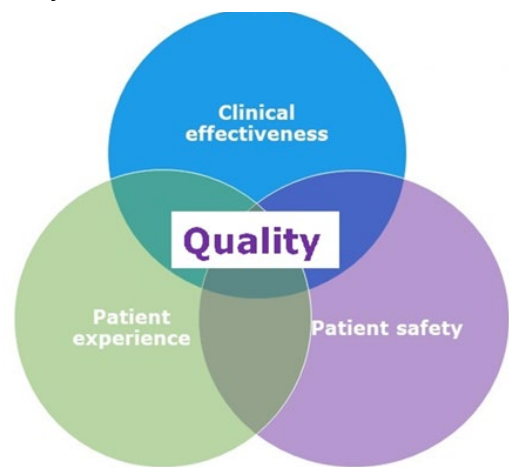 Clinical
effectiveness
Quality
Patient
experience
Patient safety